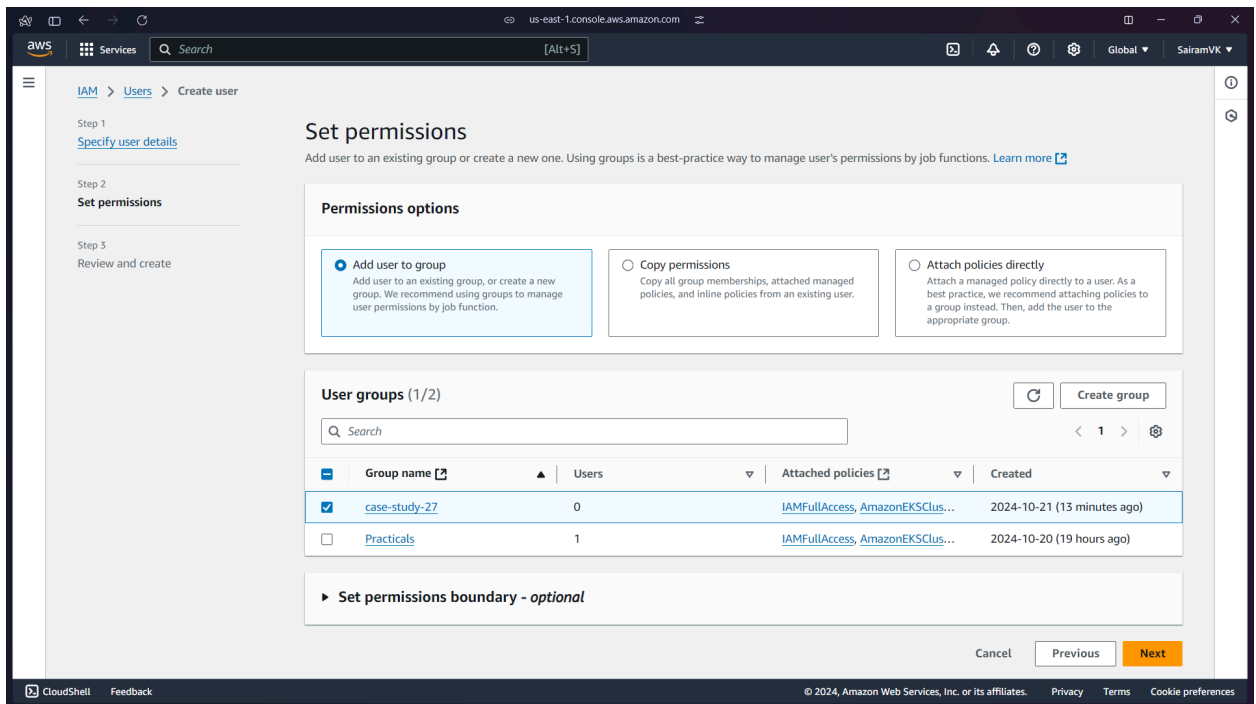 us-east-1.console.aws.amazon.com
aws
Services
Search
[Alt+S]
Global
SairamVK
IAM > Users > Create user
Step 1
Specify user details
Step 2
Set permissions
Step 3
Review and create
Set permissions
Add user to an existing group or create a new one. Using groups is a best-practice way to manage user's permissions by job functions. Learn more
Permissions options
Add user to group
Add user to an existing group, or create a new
group. We recommend using groups to manage
user permissions by job function.
Copy permissions
Copy all group memberships, attached managed
policies, and inline policies from an existing user.
Attach policies directly
Attach a managed policy directly to a user. As a
best practice, we recommend attaching policies to
a group instead. Then, add the user to the
appropriate group.
User groups (1/2)
Create group
Search
< 1 >
Group name Users Attached policies Created
case-study-27 0 IAMFullAccess, AmazonEKSClus... 2024-10-21 (13 minutes ago)
Practicals 1 IAMFullAccess, AmazonEKSClus... 2024-10-20 (19 hours ago)
Set permissions boundary - optional
Cancel Previous Next
CloudShell Feedback © 2024, Amazon Web Services, Inc. or its affiliates. Privacy Terms Cookie preferences